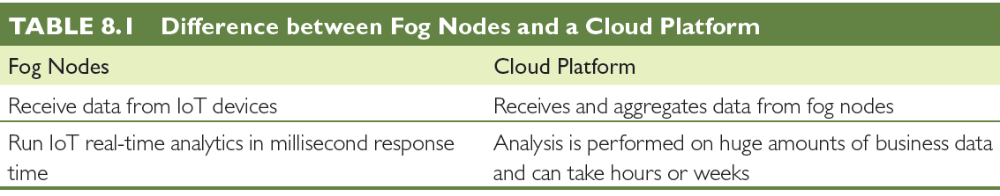 TABLE 8.1 Difference between Fog Nodes and a Cloud Platform
Fog Nodes Cloud Platform
Receive data from IoT devices Receives and aggregates data from fog nodes
Run IoT real-time analytics in millisecond response Analysis is performed on huge amounts of business data
time and can take hours or weeks